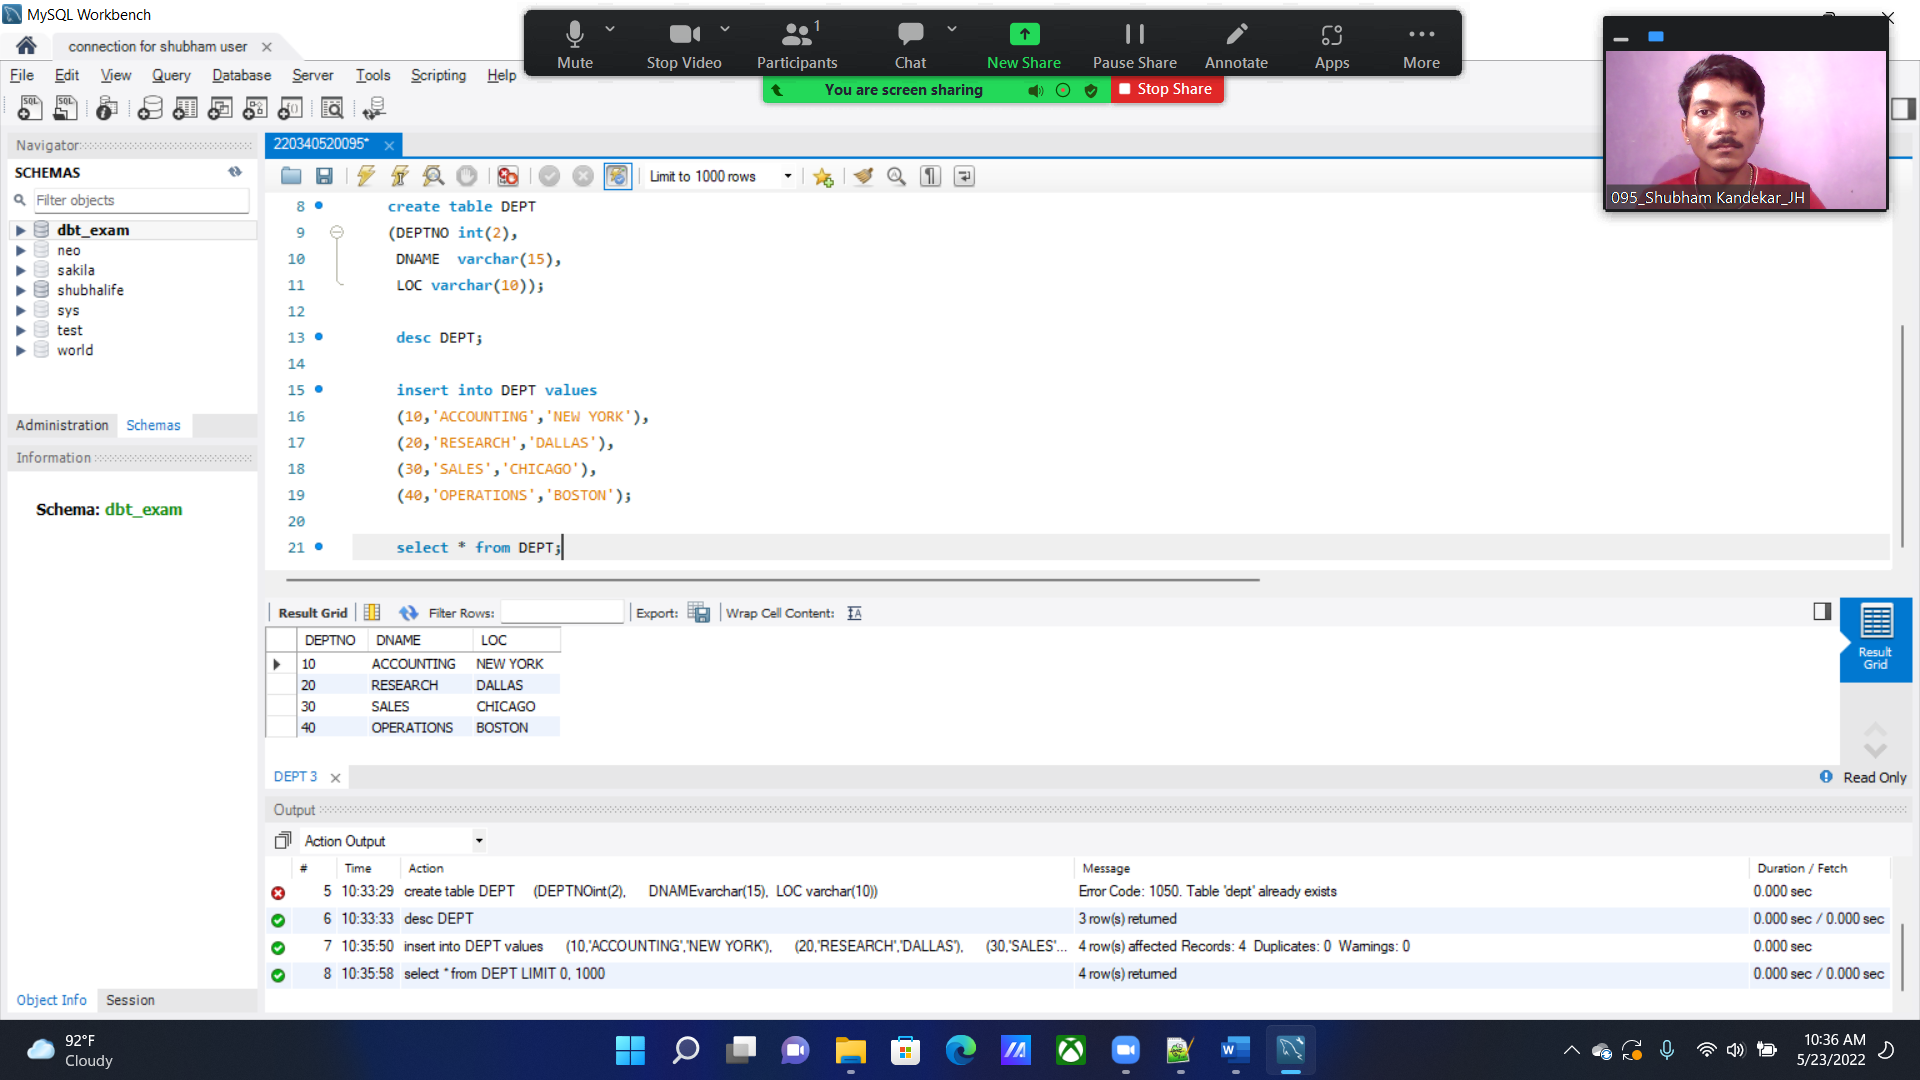 MySQL Workbench
connection for shubham user
File Edit View Query Database Server Tools Scripting Help
Mute Stop Video Participants 1 Chat New Share Pause Share Annotate Apps More
You are screen sharing Stop Share
095_Shubham Kandekar_JH
Navigator
SCHEMAS
Filter objects
dbt_exam
neo
sakila
shubhalife
sys
test
world
Administration Schemas
Information
Schema: dbt_exam
Object Info Session
220340520095*
Limit to 1000 rows
8 create table DEPT
9 (DEPTNO int(2),
10 DNAME varchar(15),
11 LOC varchar(10));
12
13 desc DEPT;
14
15 insert into DEPT values
16 (10,'ACCOUNTING','NEW YORK'),
17 (20,'RESEARCH','DALLAS'),
18 (30,'SALES','CHICAGO'),
19 (40,'OPERATIONS','BOSTON');
20
21 select * from DEPT;
Result Grid Filter Rows: Export: Wrap Cell Content:
DEPTNO DNAME LOC
10 ACCOUNTING NEW YORK
20 RESEARCH DALLAS
30 SALES CHICAGO
40 OPERATIONS BOSTON
Result
Grid
DEPT 3 Read Only
Output
Action Output
# Time Action Message Duration / Fetch
5 10:33:29 create table DEPT (DEPTNOint(2), DNAMEvarchar(15), LOC varchar(10)) Error Code: 1050. Table 'dept' already exists 0.000 sec
6 10:33:33 desc DEPT 3 row(s) returned 0.000 sec / 0.000 sec
7 10:35:50 insert into DEPT values (10,'ACCOUNTING','NEW YORK'), (20,'RESEARCH','DALLAS'), (30,'SALES'... 4 row(s) affected Records: 4 Duplicates: 0 Warnings: 0 0.000 sec
8 10:35:58 select * from DEPT LIMIT 0, 1000 4 row(s) returned 0.000 sec / 0.000 sec
92°F
Cloudy
10:36 AM
5/23/2022